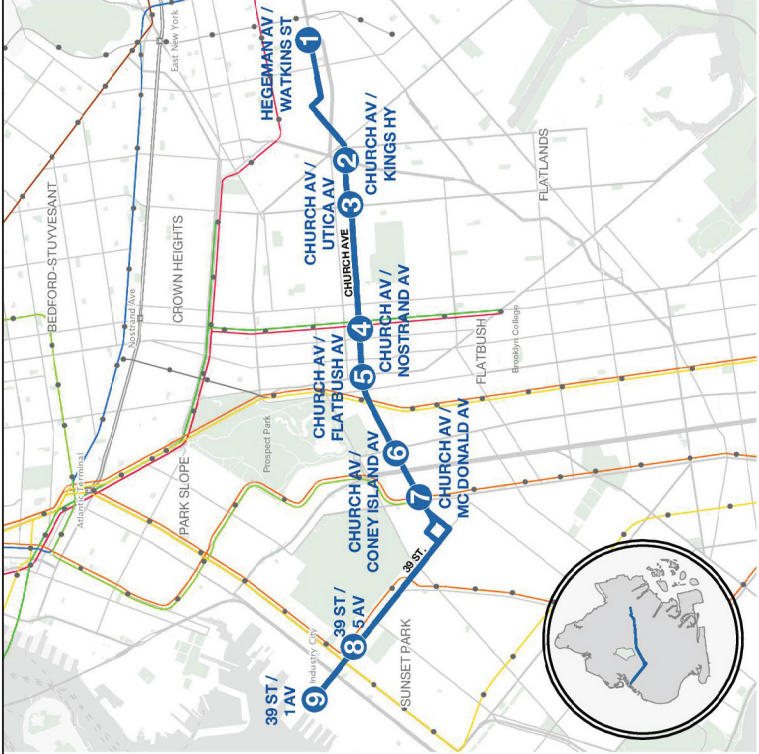 East New York
HEGEMAN AV /
WATKINS ST
1
2
CHURCH AV /
KINGS HY
CHURCH AV /
UTICA AV
3
CHURCH AVE
FLATLANDS
BEDFORD-STUYVESANT
CROWN HEIGHTS
Nostrand Ave
4
CHURCH AV /
NOSTRAND AV
CHURCH AV /
FLATBUSH AV
5
FLATBUSH
Brooklyn College
Prospect Park
CHURCH AV /
CONEY ISLAND AV
6
7
CHURCH AV /
MC DONALD AV
Atlantic Terminal
PARK SLOPE
39 ST.
39 ST /
5 AV
8
Industry City
SUNSET PARK
39 ST /
1 AV
9